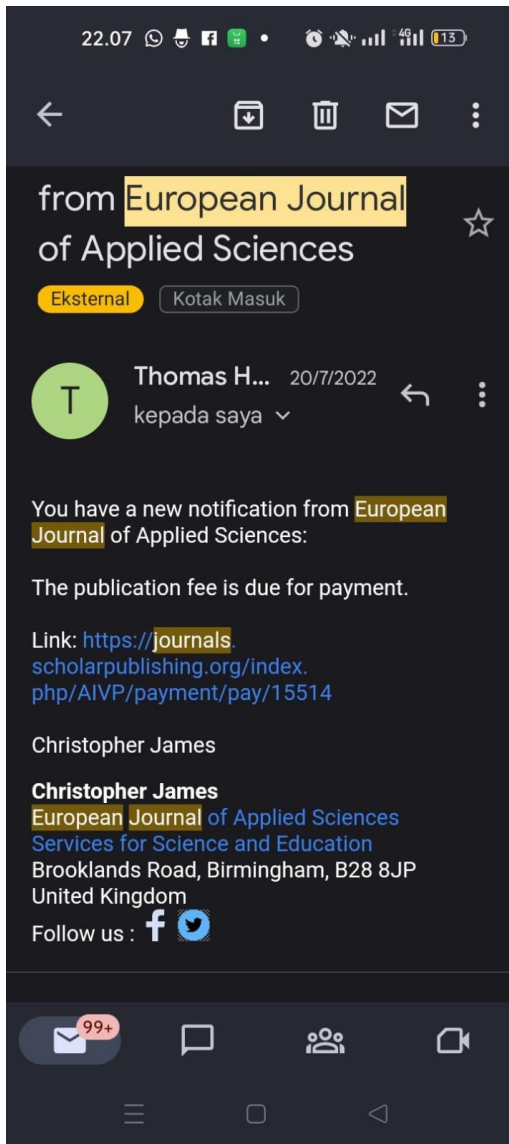 22.07 4G 13
from European Journal
of Applied Sciences
Eksternal Kotak Masuk
T
Thomas H... 20/7/2022
kepada saya
You have a new notification from European
Journal of Applied Sciences:
The publication fee is due for payment.
Link: https://journals.
scholarpublishing.org/index.
php/AIVP/payment/pay/15514
Christopher James
Christopher James
European Journal of Applied Sciences
Services for Science and Education
Brooklands Road, Birmingham, B28 8JP
United Kingdom
Follow us :
99+